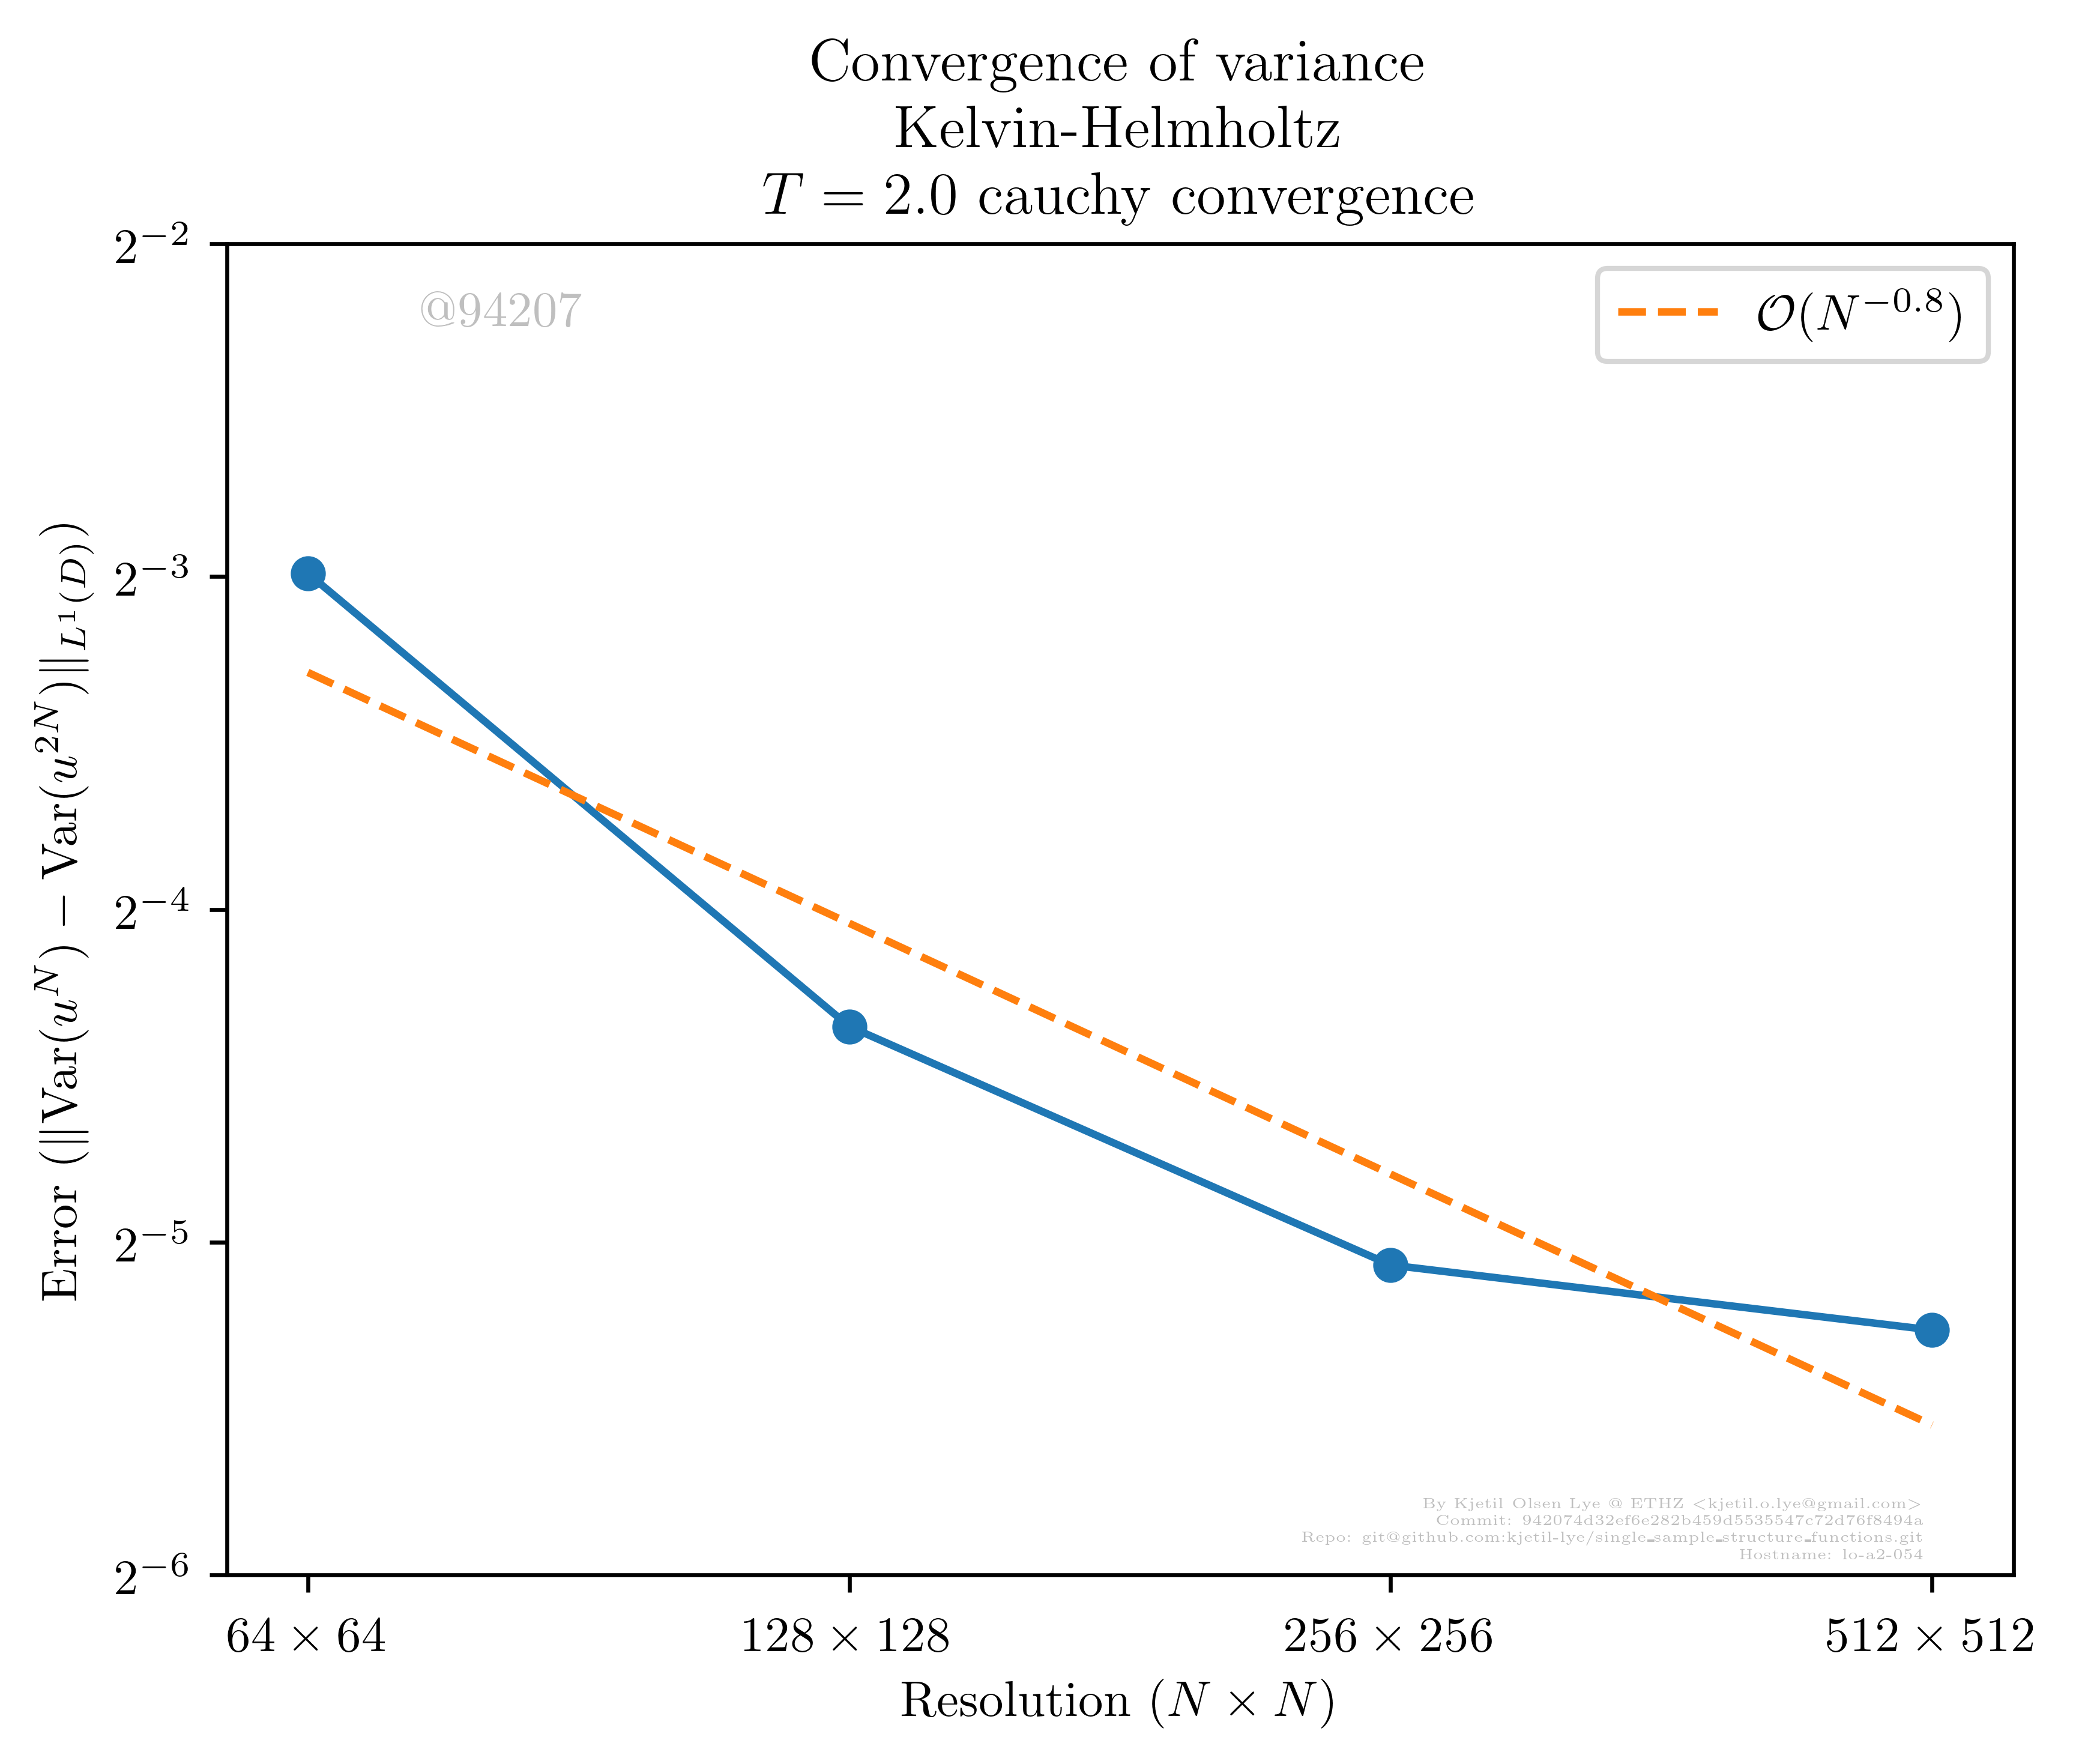 Convergence of variance
Kelvin-Helmholtz
T = 2.0 cauchy convergence
@94207
𝒪(N⁻⁰·⁸)
Error (||Var(uᴺ) − Var(u²ᴺ)||_{L¹(D)})
2⁻²
2⁻³
2⁻⁴
2⁻⁵
2⁻⁶
By Kjetil Olsen Lye @ ETHZ <kjetil.o.lye@gmail.com>
Commit: 942074d32ef6e282b459d5535547c72d76f8494a
Repo: git@github.com:kjetil-lye/single_sample_structure_functions.git
Hostname: lo-a2-054
64 × 64 128 × 128 256 × 256 512 × 512
Resolution (N × N)